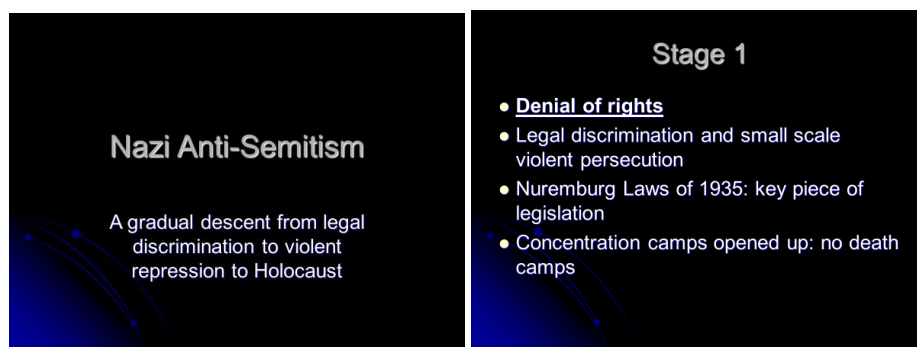 Nazi Anti-Semitism
A gradual descent from legal
discrimination to violent
repression to Holocaust
Stage 1
Denial of rights
Legal discrimination and small scale
violent persecution
Nuremburg Laws of 1935: key piece of
legislation
Concentration camps opened up: no death
camps